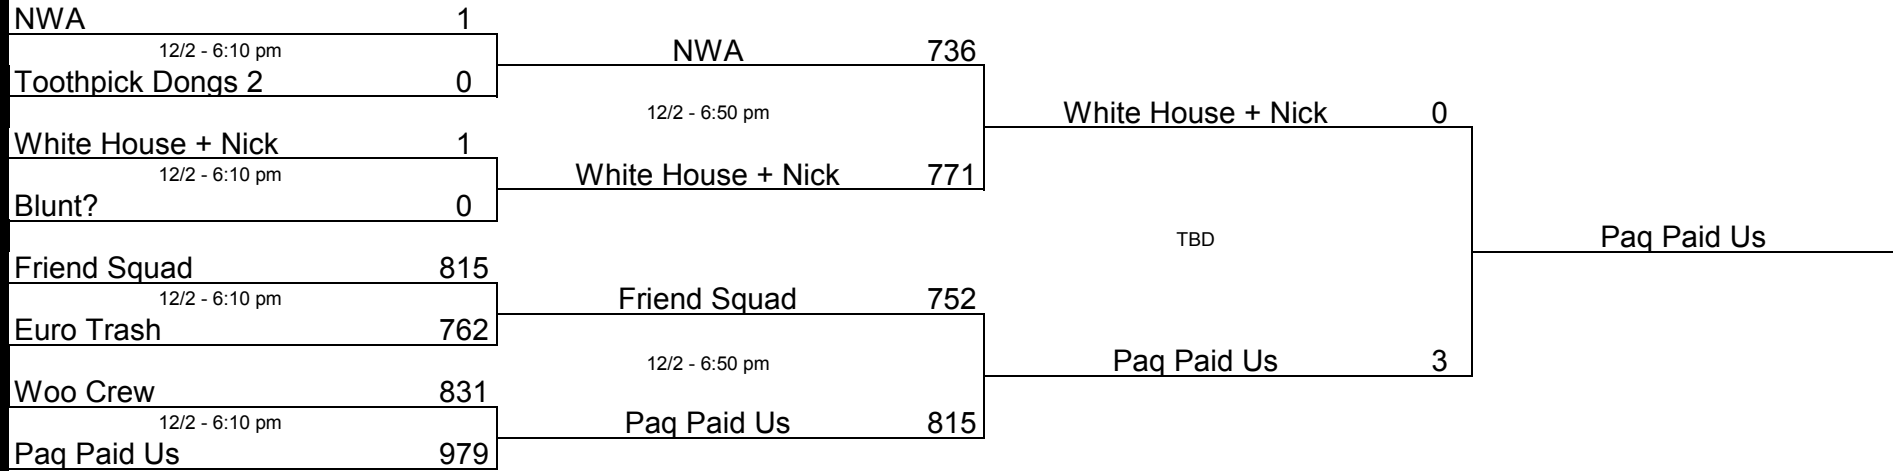 NWA 1
12/2 - 6:10 pm
Toothpick Dongs 2 0
White House + Nick 1
12/2 - 6:10 pm
Blunt? 0
Friend Squad 815
12/2 - 6:10 pm
Euro Trash 762
Woo Crew 831
12/2 - 6:10 pm
Paq Paid Us 979
NWA 736
12/2 - 6:50 pm
White House + Nick 771
Friend Squad 752
12/2 - 6:50 pm
Paq Paid Us 815
White House + Nick 0
TBD
Paq Paid Us 3
Paq Paid Us